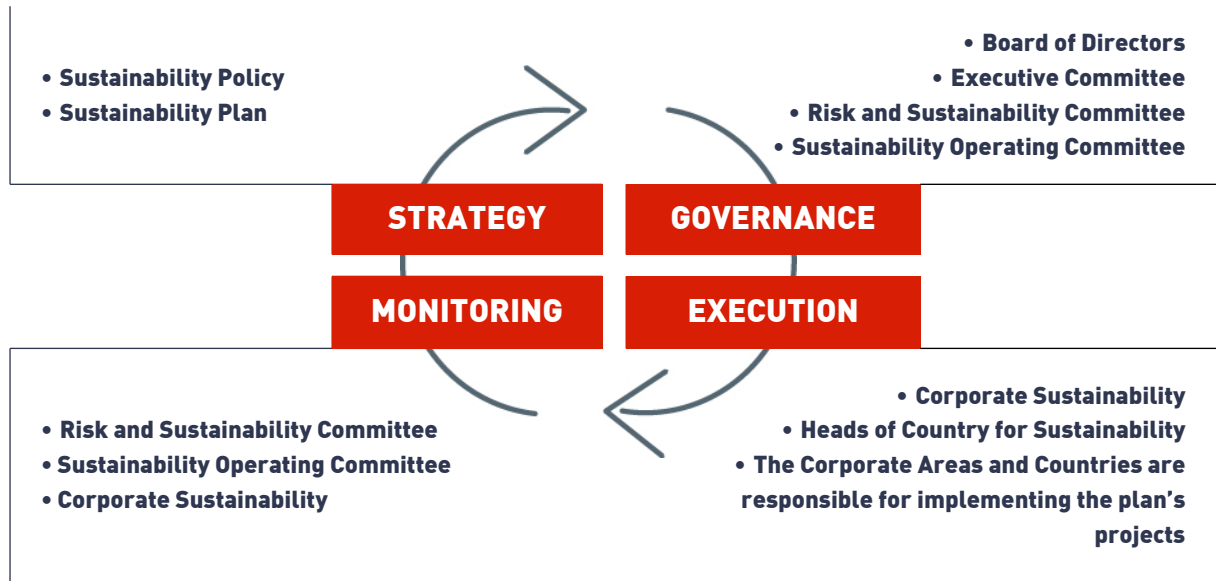 • Sustainability Policy
• Sustainability Plan
• Board of Directors
• Executive Committee
• Risk and Sustainability Committee
• Sustainability Operating Committee
STRATEGY
GOVERNANCE
MONITORING
EXECUTION
• Risk and Sustainability Committee
• Sustainability Operating Committee
• Corporate Sustainability
• Corporate Sustainability
• Heads of Country for Sustainability
• The Corporate Areas and Countries are
responsible for implementing the plan’s
projects